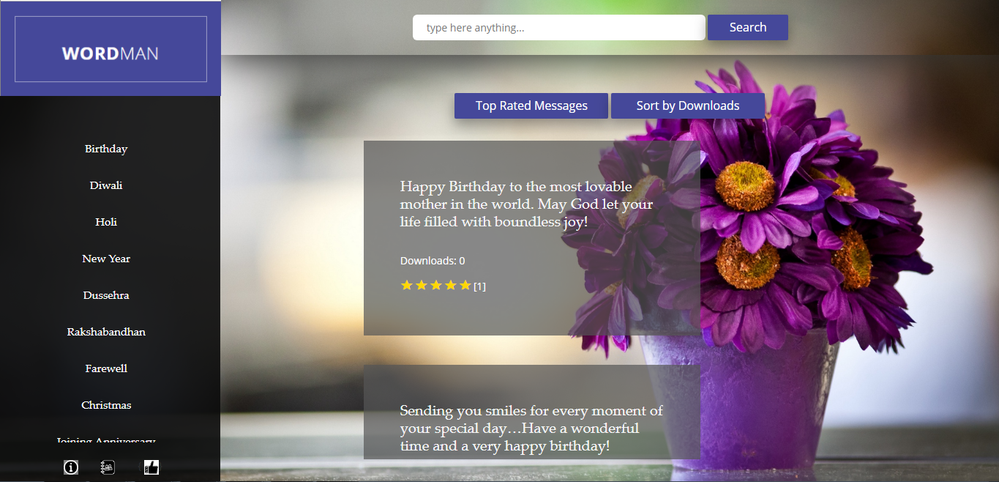 WORDMAN
type here anything...
Search
Top Rated Messages
Sort by Downloads
Birthday
Diwali
Holi
New Year
Dussehra
Rakshabandhan
Farewell
Christmas
Joining Anniversary
Happy Birthday to the most lovable
mother in the world. May God let your
life filled with boundless joy!
Downloads: 0
[1]
Sending you smiles for every moment of
your special day...Have a wonderful
time and a very happy birthday!